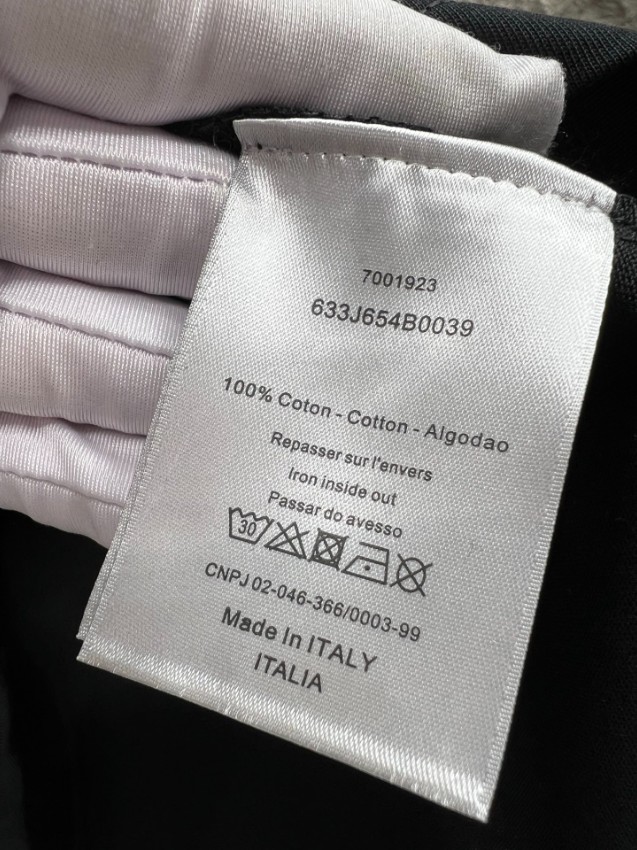 7001923
633J654B0039
100% Coton - Cotton - Algodao
Repasser sur l'envers
Iron inside out
Passar do avesso
30
CNPJ 02-046-366/0003-99
Made In ITALY
ITALIA